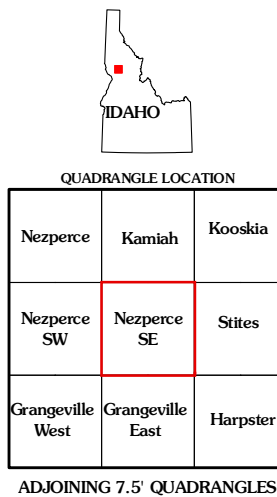 IDAHO
QUADRANGLE LOCATION
Nezperce
Kamiah
Kooskia
Nezperce
SW
Nezperce
SE
Stites
Grangeville
West
Grangeville
East
Harpster
ADJOINING 7.5' QUADRANGLES